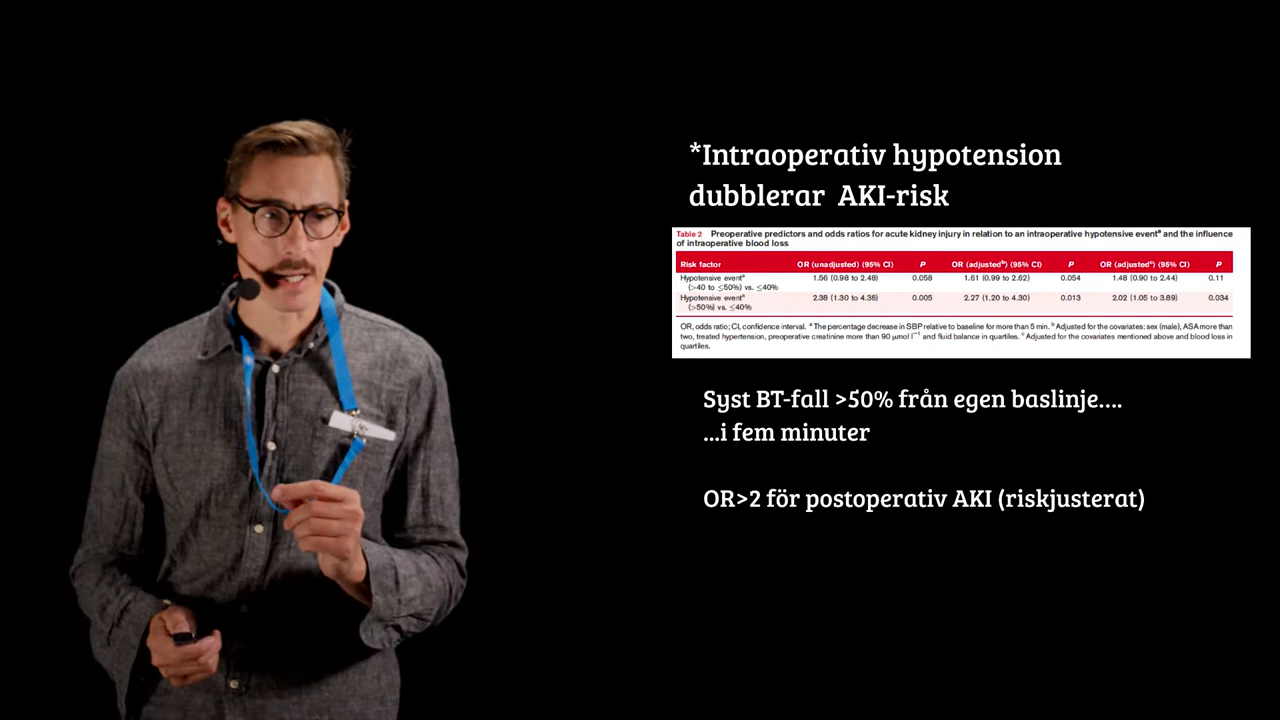 *Intraoperativ hypotension
dubblerar AKI-risk
Table 2 Preoperative predictors and odds ratios for acute kidney injury in relation to an intraoperative hypotensive eventᵃ and the influence
of intraoperative blood loss
Risk factor OR (unadjusted) (95% CI) P OR (adjustedᵇ) (95% CI) P OR (adjustedᶜ) (95% CI) P
Hypotensive eventᵃ 1.56 (0.98 to 2.48) 0.058 1.61 (0.99 to 2.62) 0.054 1.48 (0.90 to 2.44) 0.11
(>40 to ≤50%) vs. ≤40%
Hypotensive eventᵃ 2.38 (1.30 to 4.36) 0.005 2.27 (1.20 to 4.30) 0.013 2.02 (1.05 to 3.89) 0.034
(>50%) vs. ≤40%
OR, odds ratio; CI, confidence interval. ᵃ The percentage decrease in SBP relative to baseline for more than 5 min. ᵇ Adjusted for the covariates: sex (male), ASA more than
two, treated hypertension, preoperative creatinine more than 90 μmol l⁻¹ and fluid balance in quartiles. ᶜ Adjusted for the covariates mentioned above and blood loss in
quartiles.
Syst BT-fall >50% från egen baslinje....
...i fem minuter
OR>2 för postoperativ AKI (riskjusterat)